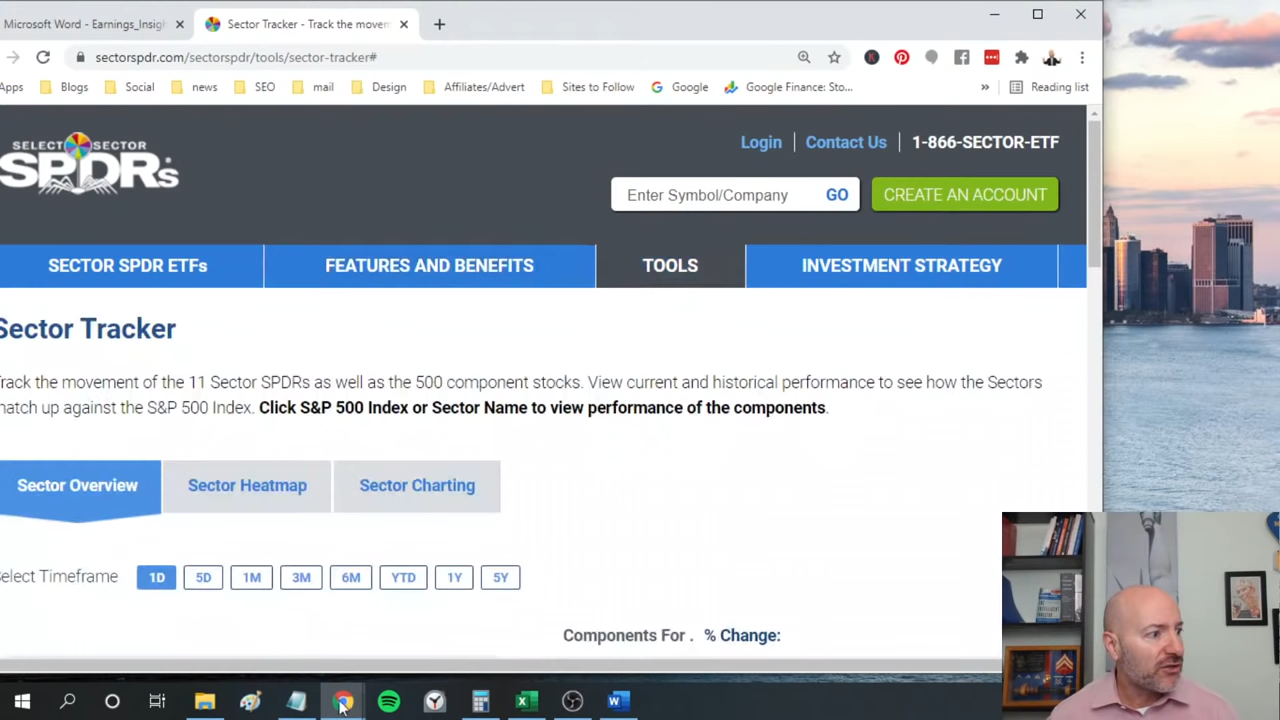 Microsoft Word - Earnings_Insigh
Sector Tracker - Track the movem
sectorspdr.com/sectorspdr/tools/sector-tracker#
Apps
Blogs
Social
news
SEO
mail
Design
Affiliates/Advert
Sites to Follow
Google
Google Finance: Sto...
»
Reading list
SELECT SECTOR
SPDRs
Login
Contact Us
1-866-SECTOR-ETF
Enter Symbol/Company
GO
CREATE AN ACCOUNT
SECTOR SPDR ETFs
FEATURES AND BENEFITS
TOOLS
INVESTMENT STRATEGY
Sector Tracker
Track the movement of the 11 Sector SPDRs as well as the 500 component stocks. View current and historical performance to see how the Sectors
match up against the S&P 500 Index. Click S&P 500 Index or Sector Name to view performance of the components.
Sector Overview
Sector Heatmap
Sector Charting
Select Timeframe
1D
5D
1M
3M
6M
YTD
1Y
5Y
Components For . % Change: